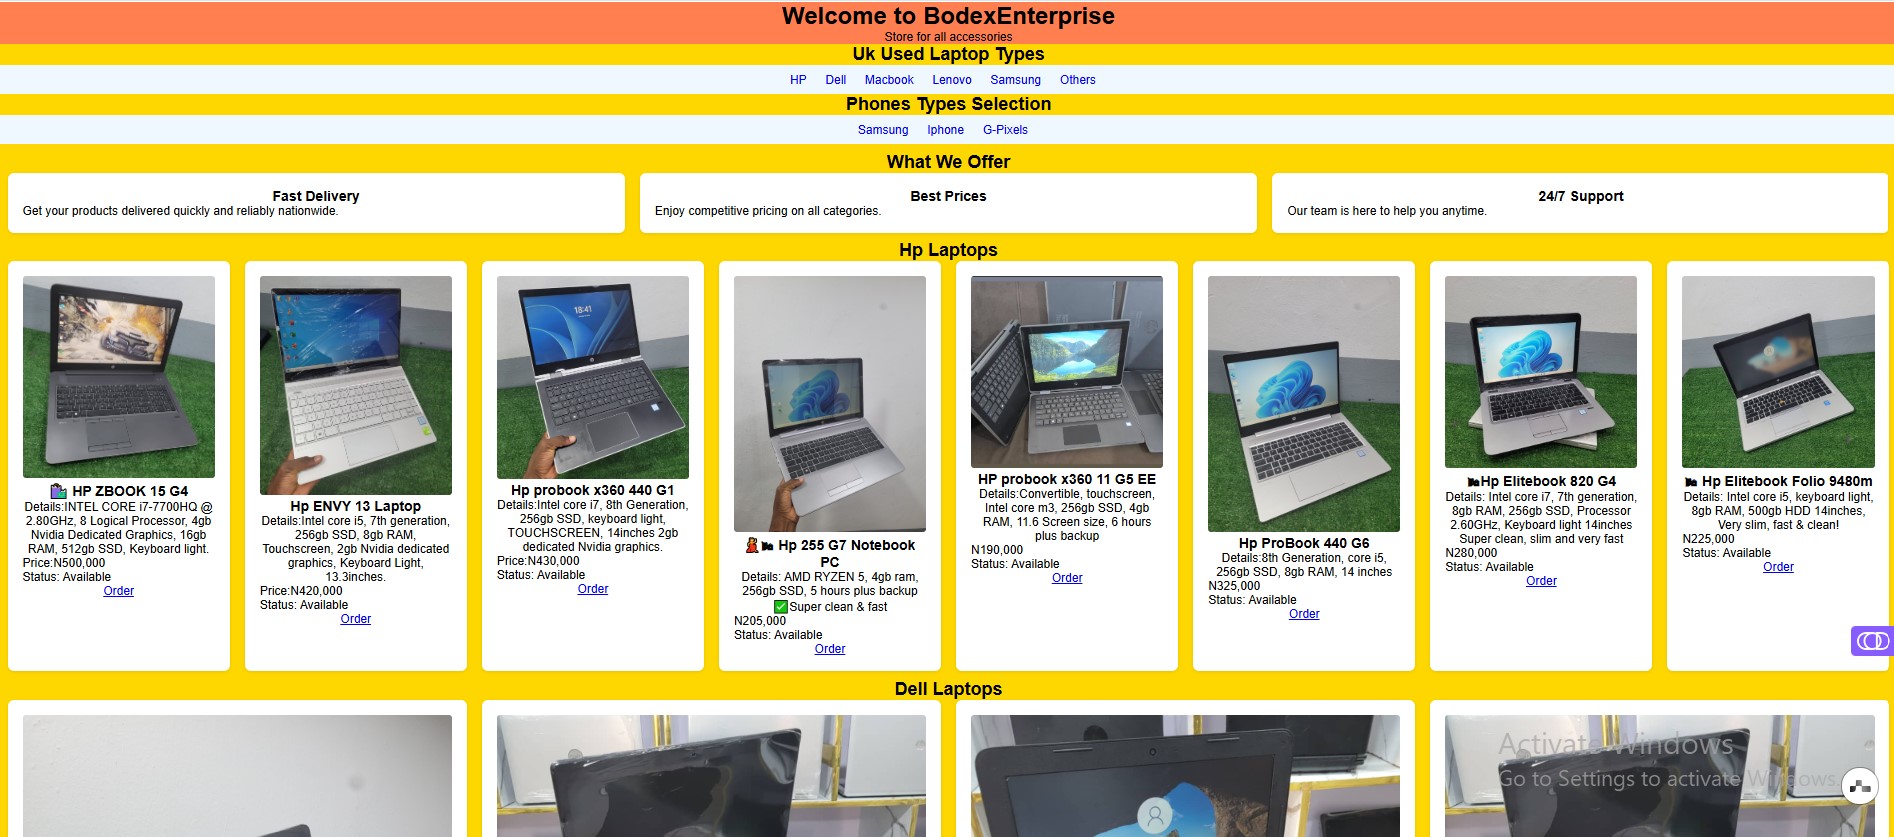 Welcome to BodexEnterprise
Store for all accessories
Uk Used Laptop Types
HP Dell Macbook Lenovo Samsung Others
Phones Types Selection
Samsung Iphone G-Pixels
What We Offer
Fast Delivery
Get your products delivered quickly and reliably nationwide.
Best Prices
Enjoy competitive pricing on all categories.
24/7 Support
Our team is here to help you anytime.
Hp Laptops
🛍️ HP ZBOOK 15 G4
Details:INTEL CORE i7-7700HQ @
2.80GHz, 8 Logical Processor, 4gb
Nvidia Dedicated Graphics, 16gb
RAM, 512gb SSD, Keyboard light.
Price:N500,000
Status: Available
Order
Hp ENVY 13 Laptop
Details:Intel core i5, 7th generation,
256gb SSD, 8gb RAM,
Touchscreen, 2gb Nvidia dedicated
graphics, Keyboard Light,
13.3inches.
Price:N420,000
Status: Available
Order
18:41
Hp probook x360 440 G1
Details:Intel core i7, 8th Generation,
256gb SSD, keyboard light,
TOUCHSCREEN, 14inches 2gb
dedicated Nvidia graphics.
Price:N430,000
Status: Available
Order
Hp 255 G7 Notebook
PC
Details: AMD RYZEN 5, 4gb ram,
256gb SSD, 5 hours plus backup
✅Super clean & fast
N205,000
Status: Available
Order
HP probook x360 11 G5 EE
Details:Convertible, touchscreen,
Intel core m3, 256gb SSD, 4gb
RAM, 11.6 Screen size, 6 hours
plus backup
N190,000
Status: Available
Order
Hp ProBook 440 G6
Details:8th Generation, core i5,
256gb SSD, 8gb RAM, 14 inches
N325,000
Status: Available
Order
Hp Elitebook 820 G4
Details: Intel core i7, 7th generation,
8gb RAM, 256gb SSD, Processor
2.60GHz, Keyboard light 14inches
Super clean, slim and very fast
N280,000
Status: Available
Order
Hp Elitebook Folio 9480m
Details: Intel core i5, keyboard light,
8gb RAM, 500gb HDD 14inches,
Very slim, fast & clean!
N225,000
Status: Available
Order
Dell Laptops
Activate Windows
Go to Settings to activate Windows.